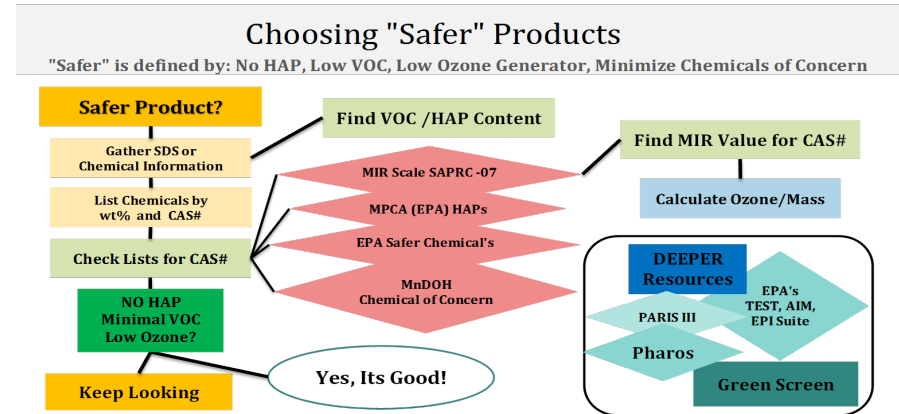 Choosing "Safer" Products
"Safer" is defined by: No HAP, Low VOC, Low Ozone Generator, Minimize Chemicals of Concern
Safer Product?
Gather SDS or
Chemical Information
List Chemicals by
wt% and CAS#
Check Lists for CAS#
NO HAP
Minimal VOC
Low Ozone?
Keep Looking
Yes, Its Good!
Find VOC /HAP Content
MIR Scale SAPRC -07
MPCA (EPA) HAPs
EPA Safer Chemical's
MnDOH
Chemical of Concern
Find MIR Value for CAS#
Calculate Ozone/Mass
DEEPER
Resources
EPA's
TEST, AIM,
EPI Suite
PARIS III
Pharos
Green Screen